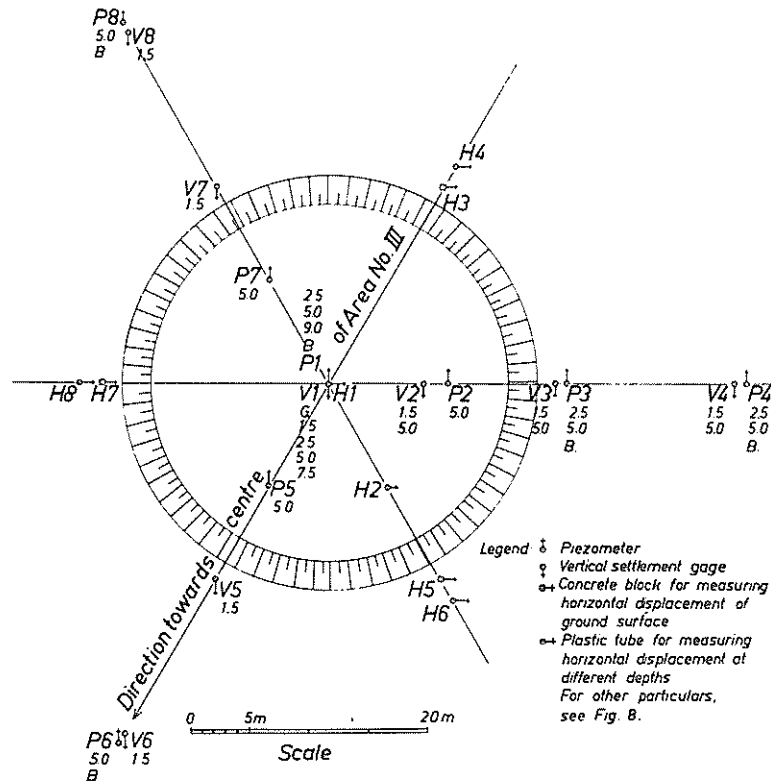 P8
5.0
B
V8
1.5
H4
H3
V7
1.5
of Area No. III
P7
5.0
2.5
5.0
9.0
B
P1
V1
H1
G
1.5
2.5
5.0
7.5
H8
H7
V2
1.5
5.0
P2
5.0
V3
1.5
5.0
P3
2.5
5.0
B.
V4
1.5
5.0
P4
2.5
5.0
B.
P5
5.0
H2
Direction towards centre
V5
1.5
H5
H6
P6
5.0
B
V6
1.5
0 5m 20 m
Scale
Legend
Piezometer
Vertical settlement gage
Concrete block for measuring
horizontal displacement of
ground surface
Plastic tube for measuring
horizontal displacement at
different depths
For other particulars,
see Fig. 8.